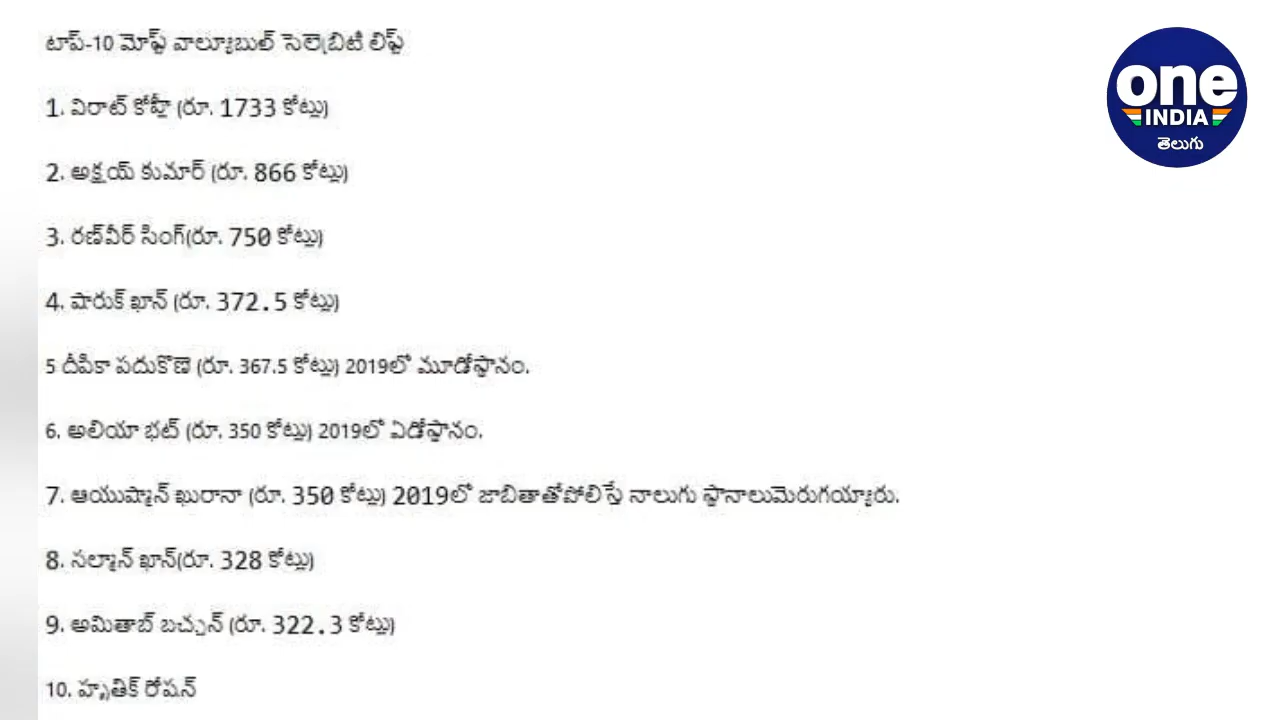 టాప్-10 మోస్ట్ వాల్యూబుల్ సెలెబ్రిటీ లిస్ట్
1. విరాట్ కోహ్లీ (రూ. 1733 కోట్లు)
2. అక్షయ్ కుమార్ (రూ. 866 కోట్లు)
3. రణ్‌వీర్ సింగ్(రూ. 750 కోట్లు)
4. షారుక్ ఖాన్ (రూ. 372.5 కోట్లు)
5 దీపికా పదుకొణె (రూ. 367.5 కోట్లు) 2019లో మూడోస్థానం.
6. అలియా భట్ (రూ. 350 కోట్లు) 2019లో ఏడోస్థానం.
7. ఆయుష్మాన్ ఖురానా (రూ. 350 కోట్లు) 2019లో జాబితాతోపోలిస్తే నాలుగు స్థానాలుమెరుగయ్యారు.
8. సల్మాన్ ఖాన్(రూ. 328 కోట్లు)
9. అమితాబ్ బచ్చన్ (రూ. 322.3 కోట్లు)
10. హృతిక్ రోషన్
one
INDIA
తెలుగు